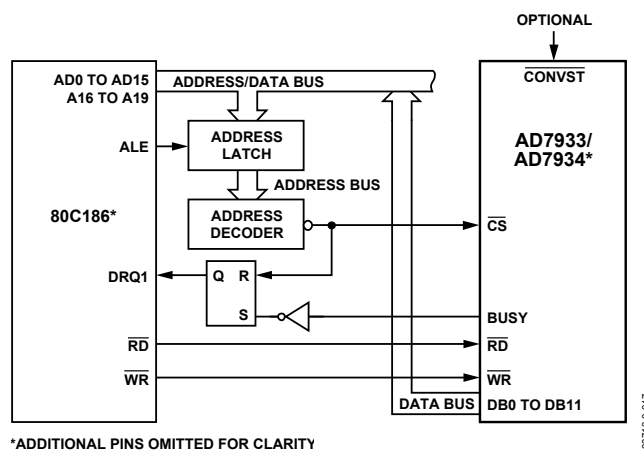 OPTIONAL
CONVST
AD0 TO AD15
A16 TO A19
ADDRESS/DATA BUS
ALE
ADDRESS
LATCH
AD7933/
AD7934*
ADDRESS BUS
80C186*
ADDRESS
DECODER
CS
DRQ1
Q R
S
BUSY
RD
RD
WR
WR
DATA BUS
DB0 TO DB11
*ADDITIONAL PINS OMITTED FOR CLARITY